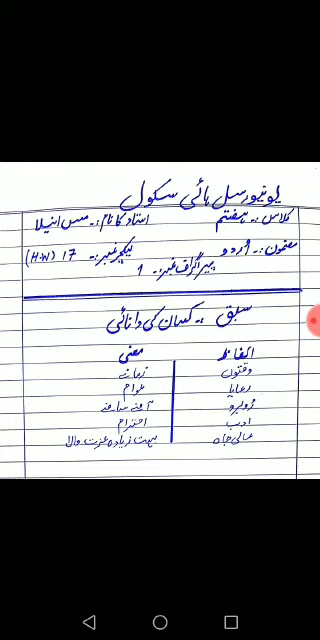 یونیورسل ہائی سکول
کلاس :۔ ہفتم استاد کا نام :۔ مس انیلا
مضمون :۔ اُردو لیکچر نمبر :۔ 17 (H.W)
پیراگراف نمبر :۔ 1
سبق :۔ کسان کی دانائی
الفاظ معنی
وقتوں زمانے
رعایا عوام
رُوبرو آمنے سامنے
ادب احترام
عالی جاہ بہت زیادہ عزت والا